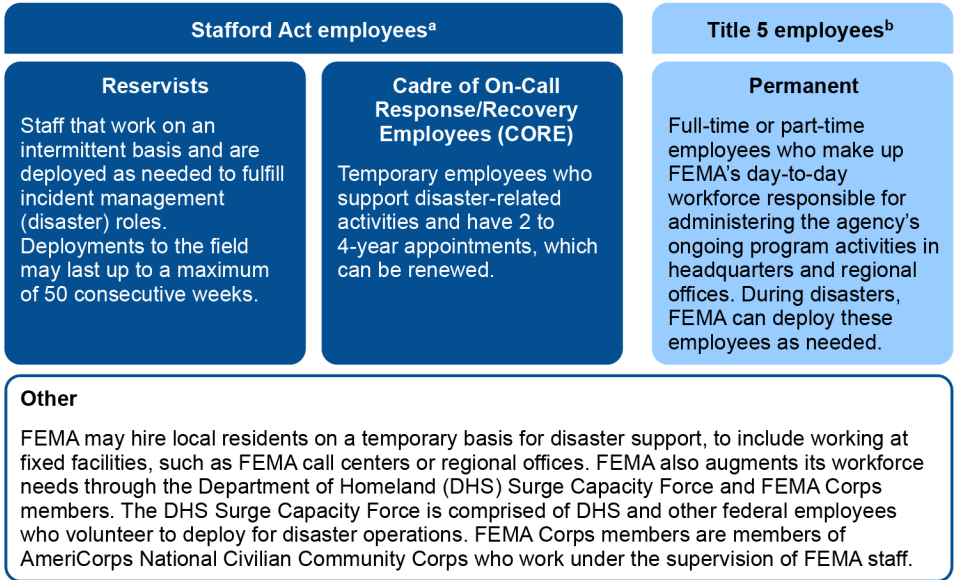 Stafford Act employeesᵃ
Reservists
Staff that work on an
intermittent basis and are
deployed as needed to fulfill
incident management
(disaster) roles.
Deployments to the field
may last up to a maximum
of 50 consecutive weeks.
Cadre of On-Call
Response/Recovery
Employees (CORE)
Temporary employees who
support disaster-related
activities and have 2 to
4-year appointments, which
can be renewed.
Title 5 employeesᵇ
Permanent
Full-time or part-time
employees who make up
FEMA’s day-to-day
workforce responsible for
administering the agency’s
ongoing program activities in
headquarters and regional
offices. During disasters,
FEMA can deploy these
employees as needed.
Other
FEMA may hire local residents on a temporary basis for disaster support, to include working at
fixed facilities, such as FEMA call centers or regional offices. FEMA also augments its workforce
needs through the Department of Homeland (DHS) Surge Capacity Force and FEMA Corps
members. The DHS Surge Capacity Force is comprised of DHS and other federal employees
who volunteer to deploy for disaster operations. FEMA Corps members are members of
AmeriCorps National Civilian Community Corps who work under the supervision of FEMA staff.